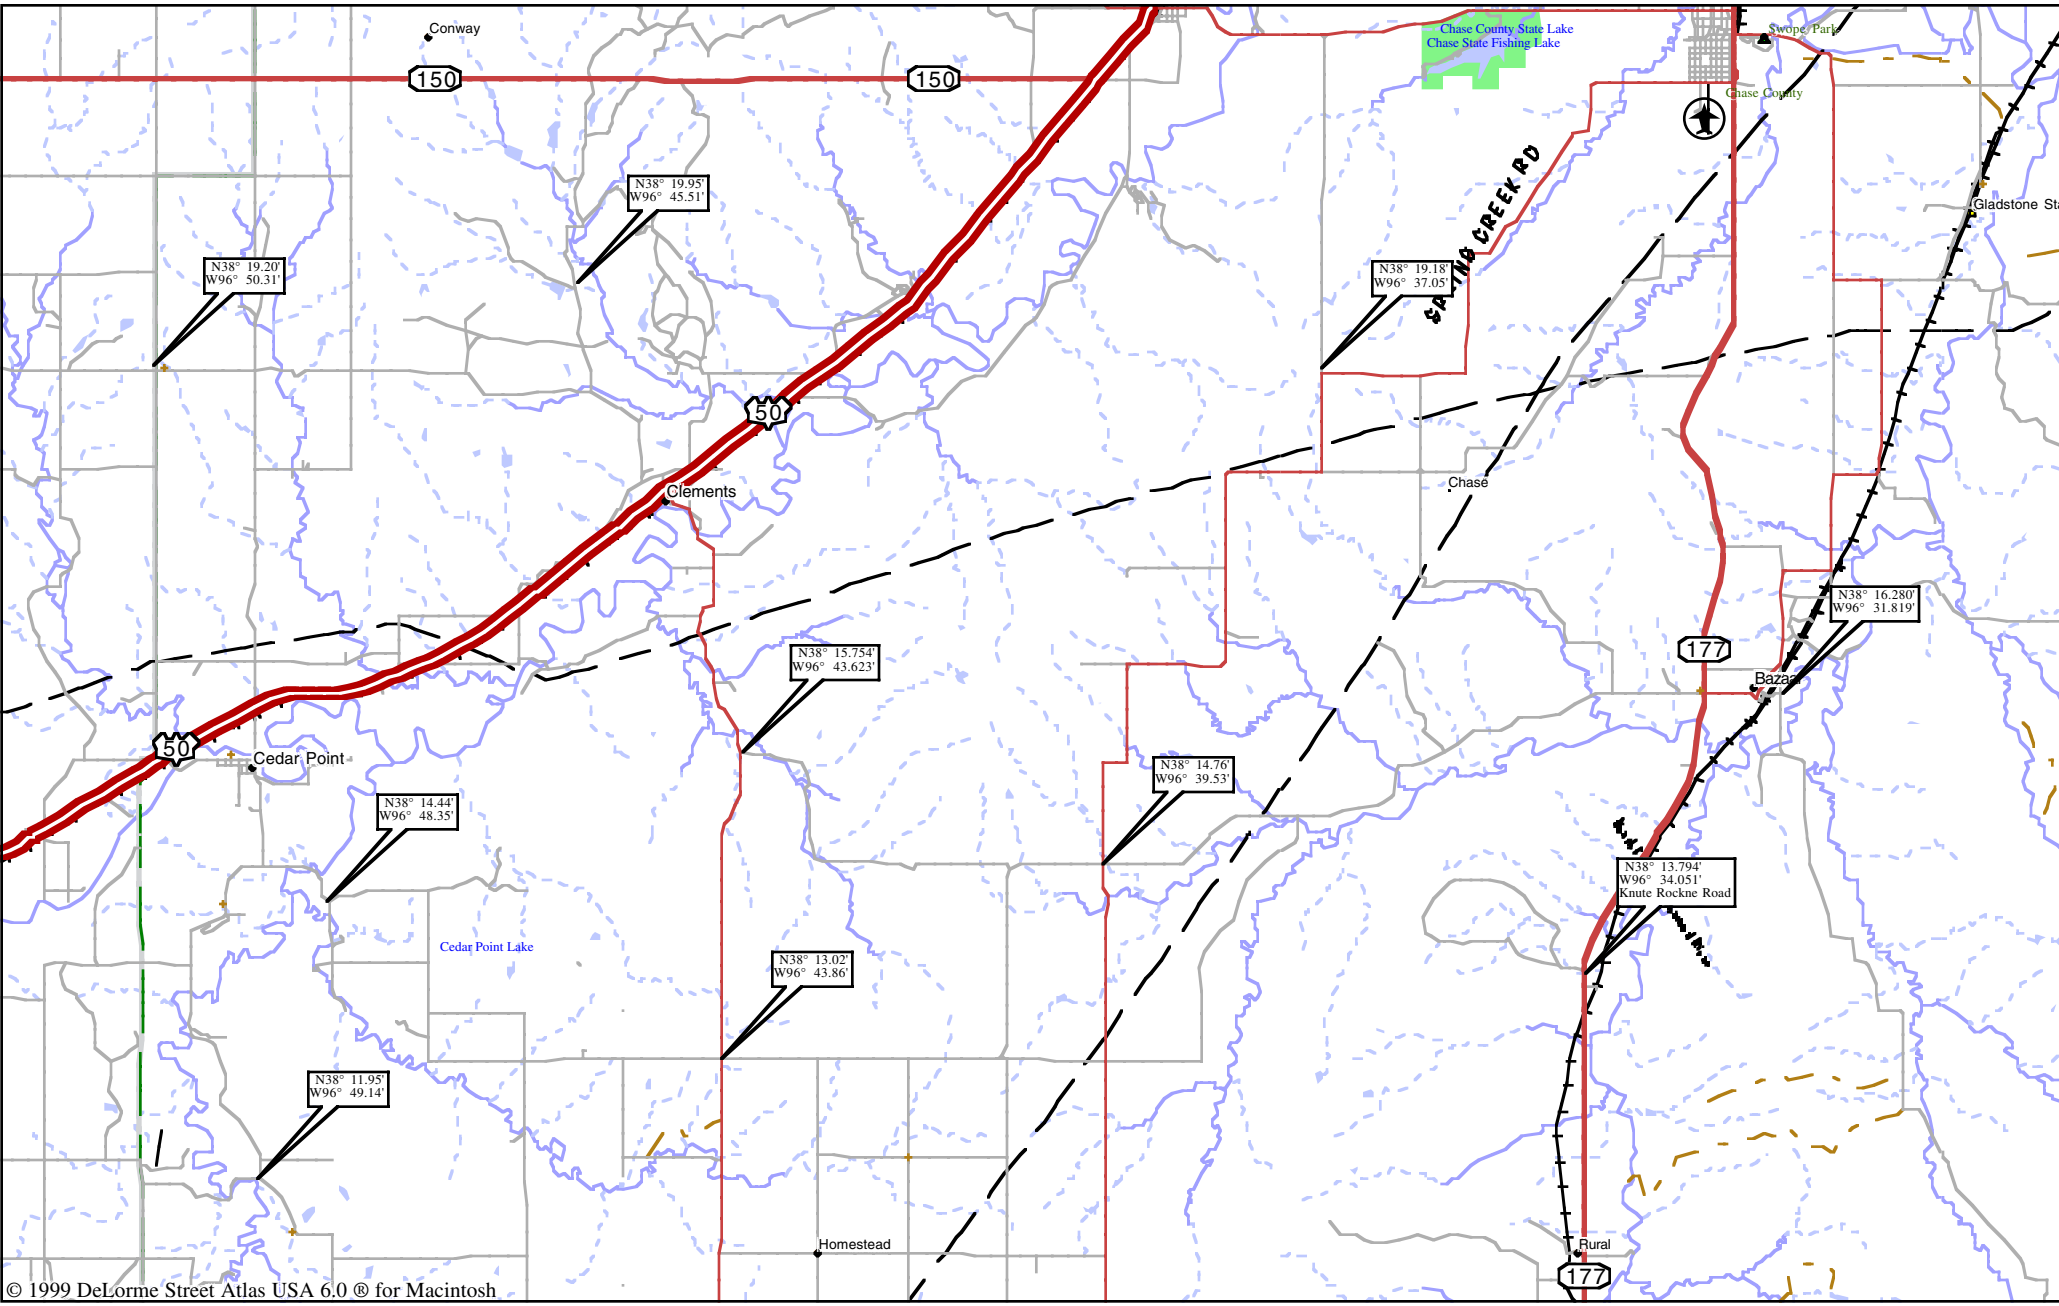 Conway
Chase County State Lake
Chase State Fishing Lake
Swope Park
150
150
Chase County
SPRING CREEK RD
N38° 19.95'
W96° 45.51'
Gladstone Sta
N38° 19.20'
W96° 50.31'
N38° 19.18'
W96° 37.05'
50
Chase
Clements
N38° 16.280'
W96° 31.819'
177
N38° 15.754'
W96° 43.623'
Bazaar
50
Cedar Point
N38° 14.76'
W96° 39.53'
N38° 14.44'
W96° 48.35'
N38° 13.794'
W96° 34.051'
Knute Rockne Road
Cedar Point Lake
N38° 13.02'
W96° 43.86'
N38° 11.95'
W96° 49.14'
Homestead
Rural
177
© 1999 DeLorme Street Atlas USA 6.0 ® for Macintosh